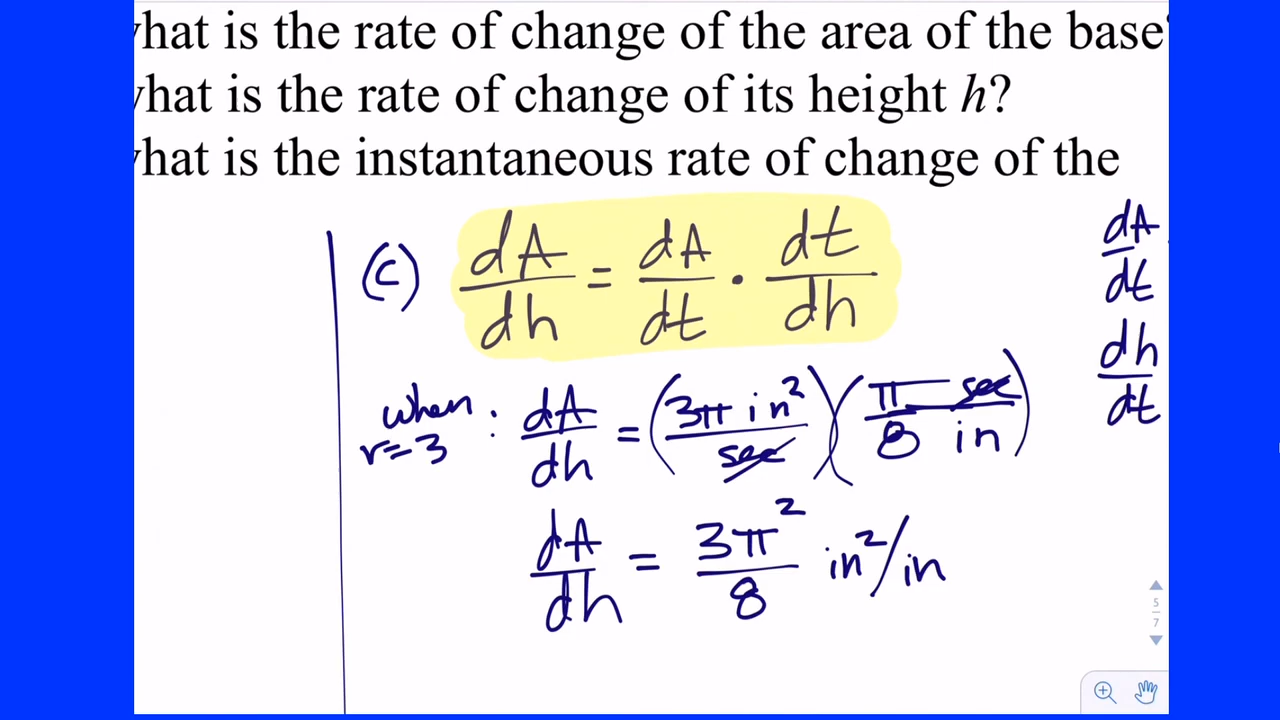 hat is the rate of change of the area of the base?
hat is the rate of change of its height h?
hat is the instantaneous rate of change of the
(c) dA/dh = dA/dt · dt/dh
dA/dt
dh/dt
when r=3 : dA/dh = (3π in²/sec)(π sec/8 in)
dA/dh = 3π²/8 in²/in
5
7